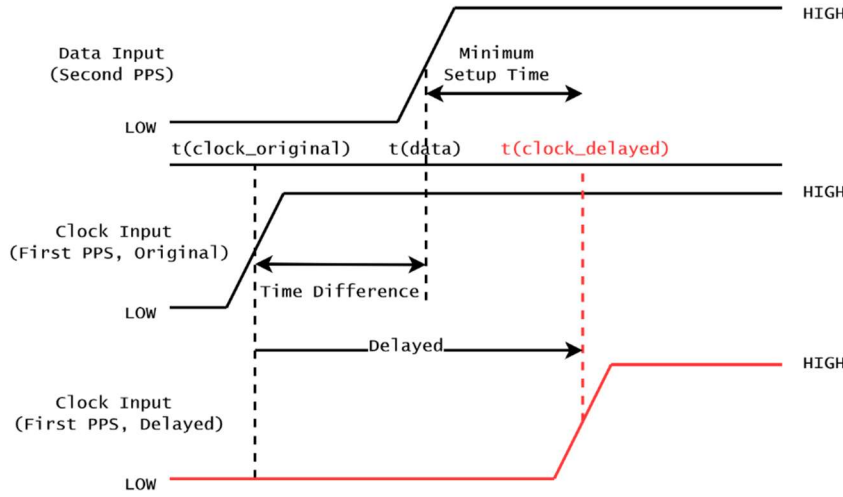 HIGH
Data Input
(Second PPS)
Minimum
Setup Time
LOW
t(clock_original)
t(data)
t(clock_delayed)
HIGH
Clock Input
(First PPS, Original)
Time Difference
LOW
Delayed
HIGH
Clock Input
(First PPS, Delayed)
LOW